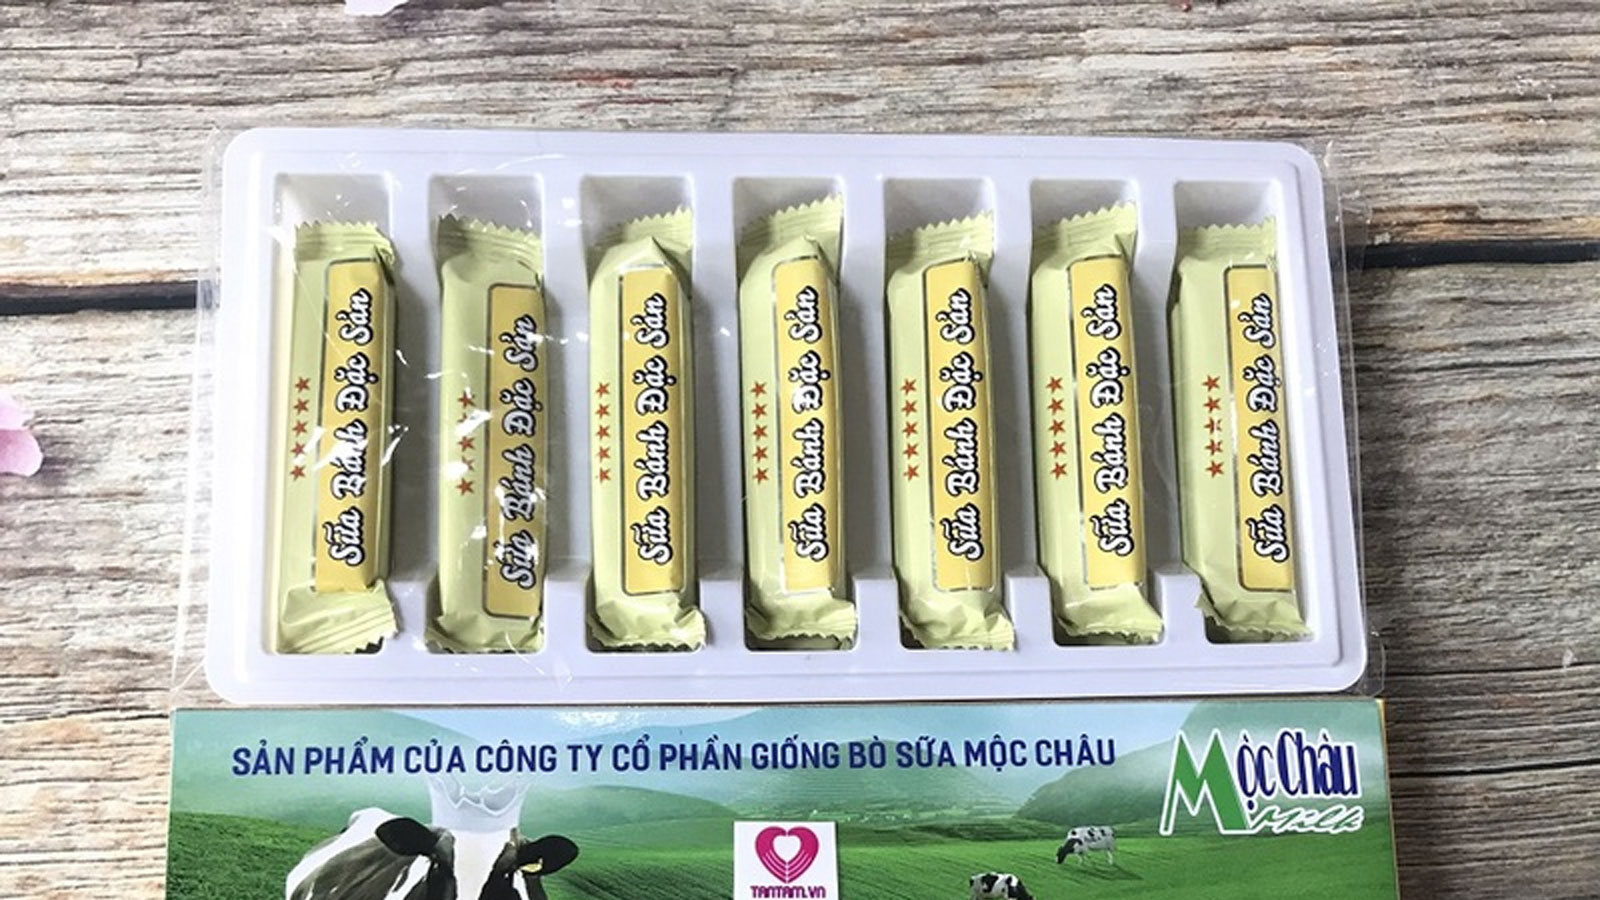 Sữa Bánh Đặc Sản
Sữa Bánh Đặc Sản
Sữa Bánh Đặc Sản
Sữa Bánh Đặc Sản
Sữa Bánh Đặc Sản
Sữa Bánh Đặc Sản
Sữa Bánh Đặc Sản
SẢN PHẨM CỦA CÔNG TY CỔ PHẦN GIỐNG BÒ SỮA MỘC CHÂU
Mộc Châu
Milk
TAMTAM.VN